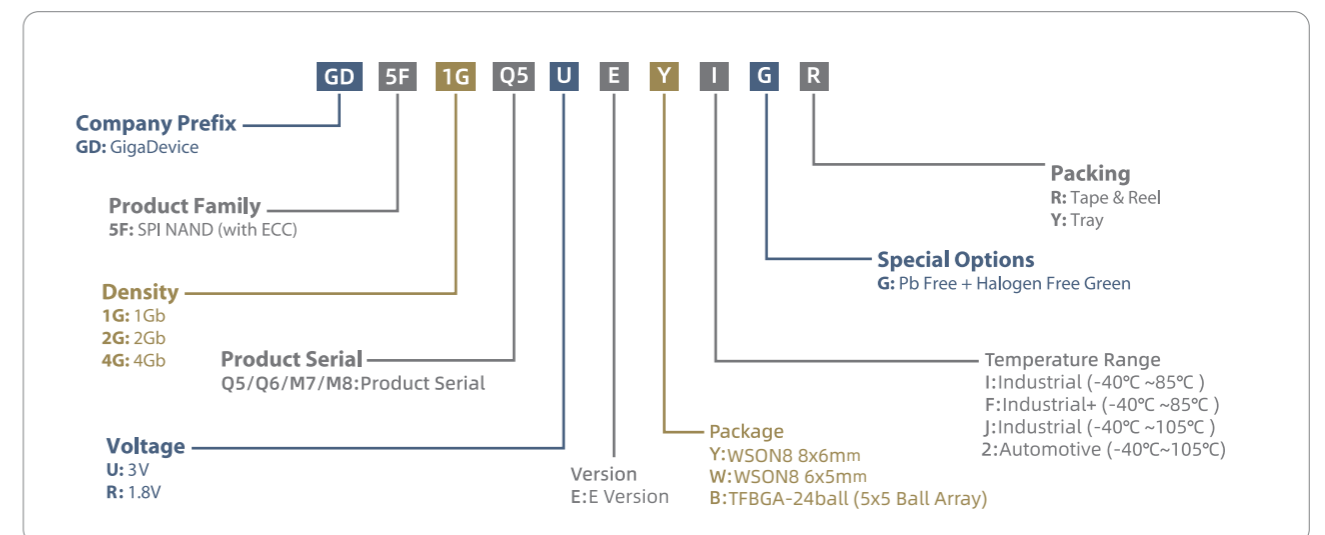 GD 5F 1G Q5 U E Y I G R
Company Prefix
GD: GigaDevice
Product Family
5F: SPI NAND (with ECC)
Density
1G: 1Gb
2G: 2Gb
4G: 4Gb
Product Serial
Q5/Q6/M7/M8:Product Serial
Voltage
U: 3V
R: 1.8V
Version
E:E Version
Package
Y:WSON8 8x6mm
W:WSON8 6x5mm
B:TFBGA-24ball (5x5 Ball Array)
Temperature Range
I:Industrial (-40℃ ~85℃ )
F:Industrial+ (-40℃ ~85℃ )
J:Industrial (-40℃ ~105℃ )
2:Automotive (-40℃~105℃)
Special Options
G: Pb Free + Halogen Free Green
Packing
R: Tape & Reel
Y: Tray